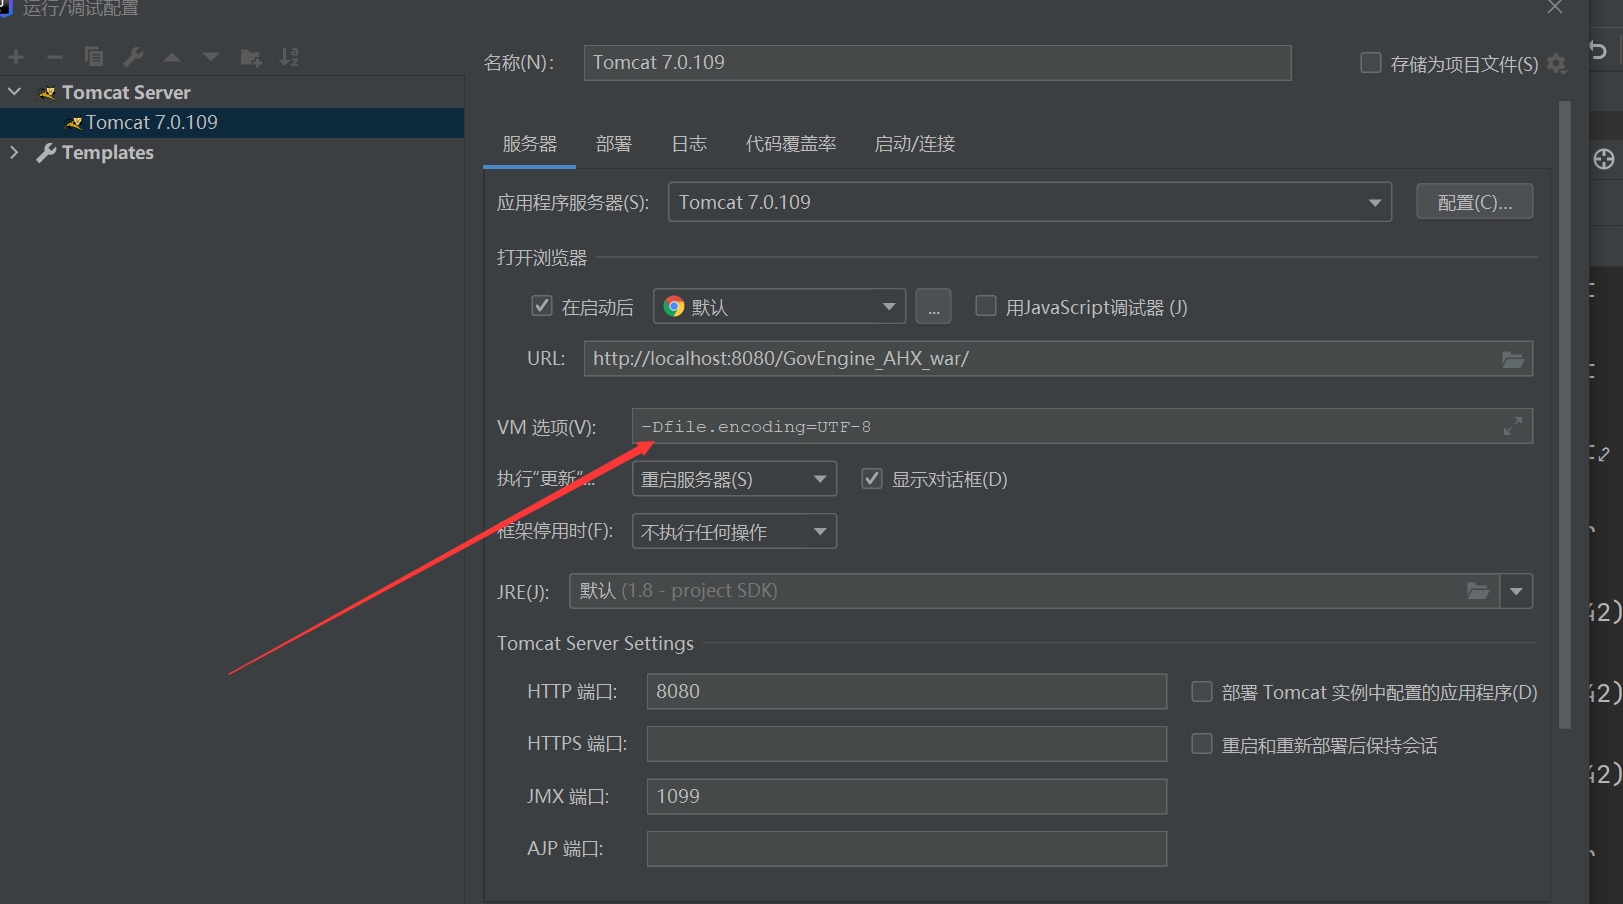 运行/调试配置
名称(N):
Tomcat 7.0.109
存储为项目文件(S)
Tomcat Server
Tomcat 7.0.109
Templates
服务器
部署
日志
代码覆盖率
启动/连接
应用程序服务器(S):
Tomcat 7.0.109
配置(C)...
打开浏览器
在启动后
默认
...
用JavaScript调试器 (J)
URL:
http://localhost:8080/GovEngine_AHX_war/
VM 选项(V):
-Dfile.encoding=UTF-8
执行"更新"...
重启服务器(S)
显示对话框(D)
框架停用时(F):
不执行任何操作
JRE(J):
默认 (1.8 - project SDK)
Tomcat Server Settings
HTTP 端口:
8080
部署 Tomcat 实例中配置的应用程序(D)
HTTPS 端口:
重启和重新部署后保持会话
JMX 端口:
1099
AJP 端口:
42)
42)
42)